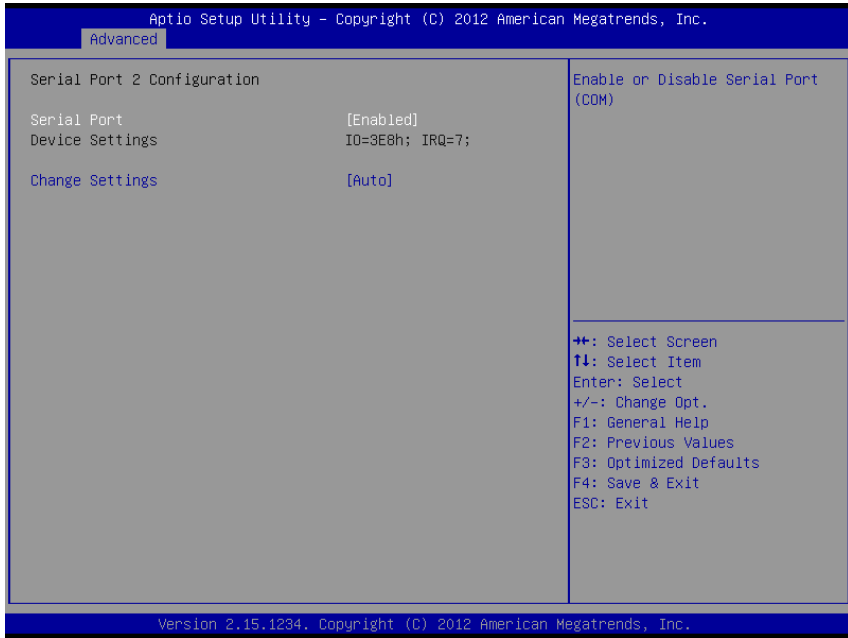 Aptio Setup Utility – Copyright (C) 2012 American Megatrends, Inc.
Advanced
Serial Port 2 Configuration
Serial Port [Enabled]
Device Settings IO=3E8h; IRQ=7;
Change Settings [Auto]
Enable or Disable Serial Port
(COM)
→←: Select Screen
↑↓: Select Item
Enter: Select
+/-: Change Opt.
F1: General Help
F2: Previous Values
F3: Optimized Defaults
F4: Save & Exit
ESC: Exit
Version 2.15.1234. Copyright (C) 2012 American Megatrends, Inc.